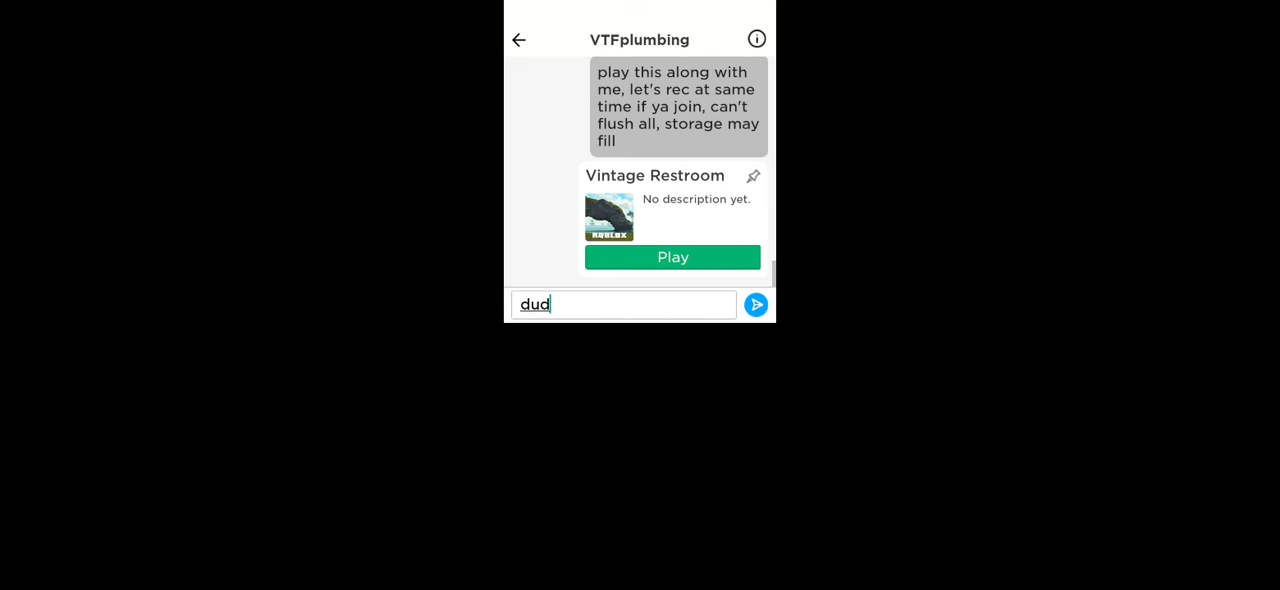 VTFplumbing
play this along with
me, let's rec at same
time if ya join, can't
flush all, storage may
fill
Vintage Restroom
No description yet.
ROBLOX
Play
dud